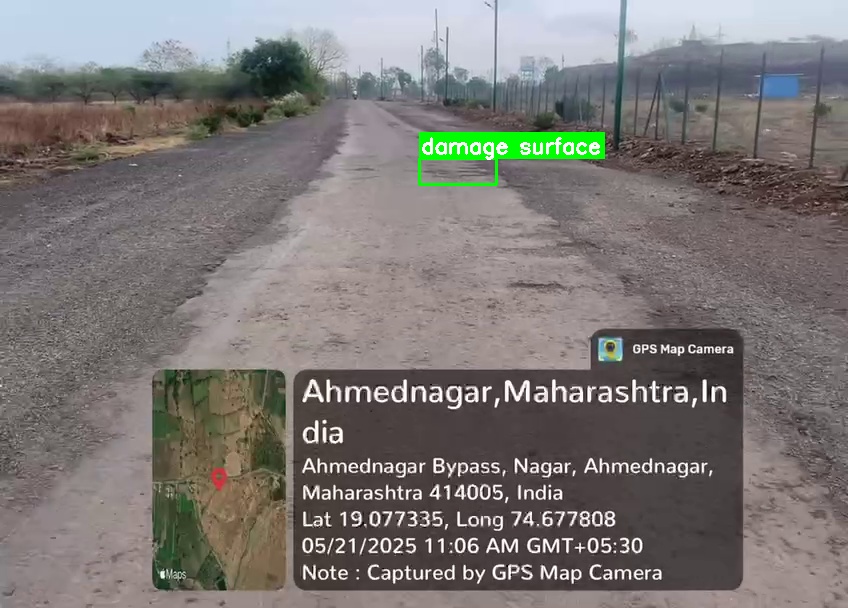 damage surface
GPS Map Camera
Ahmednagar,Maharashtra,In
dia
Ahmednagar Bypass, Nagar, Ahmednagar,
Maharashtra 414005, India
Lat 19.077335, Long 74.677808
05/21/2025 11:06 AM GMT+05:30
Note : Captured by GPS Map Camera
Maps